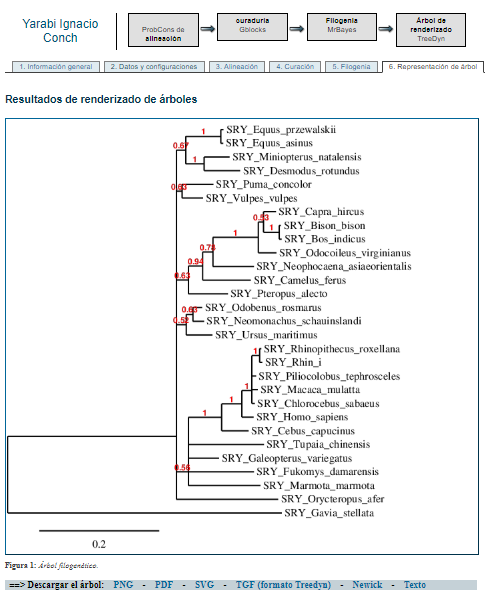 Yarabi Ignacio
Conch
ProbCons de
alineación
curaduría
Gblocks
Filogenia
MrBayes
Árbol de
renderizado
TreeDyn
1. Información general
2. Datos y configuraciones
3. Alineación
4. Curación
5. Filogenia
6. Representación de árbol
Resultados de renderizado de árboles
1 SRY_Equus_przewalskii
0.67 SRY_Equus_asinus
1 SRY_Miniopterus_natalensis
SRY_Desmodus_rotundus
0.63 SRY_Puma_concolor
SRY_Vulpes_vulpes
0.53 SRY_Capra_hircus
1 1 SRY_Bison_bison
SRY_Bos_indicus
0.73 SRY_Odocoileus_virginianus
0.94 SRY_Neophocaena_asiaeorientalis
0.63 SRY_Camelus_ferus
SRY_Pteropus_alecto
0.63 SRY_Odobenus_rosmarus
0.52 SRY_Neomonachus_schauinslandi
SRY_Ursus_maritimus
1 SRY_Rhinopithecus_roxellana
SRY_Rhin_i
SRY_Piliocolobus_tephrosceles
1 SRY_Macaca_mulatta
SRY_Chlorocebus_sabaeus
1 1 SRY_Homo_sapiens
SRY_Cebus_capucinus
SRY_Tupaia_chinensis
SRY_Galeopterus_variegatus
0.56 SRY_Fukomys_damarensis
SRY_Marmota_marmota
SRY_Orycteropus_afer
SRY_Gavia_stellata
0.2
Figura 1: Árbol filogenético.
==> Descargar el árbol: PNG - PDF - SVG - TGF (formato Treedyn) - Newick - Texto